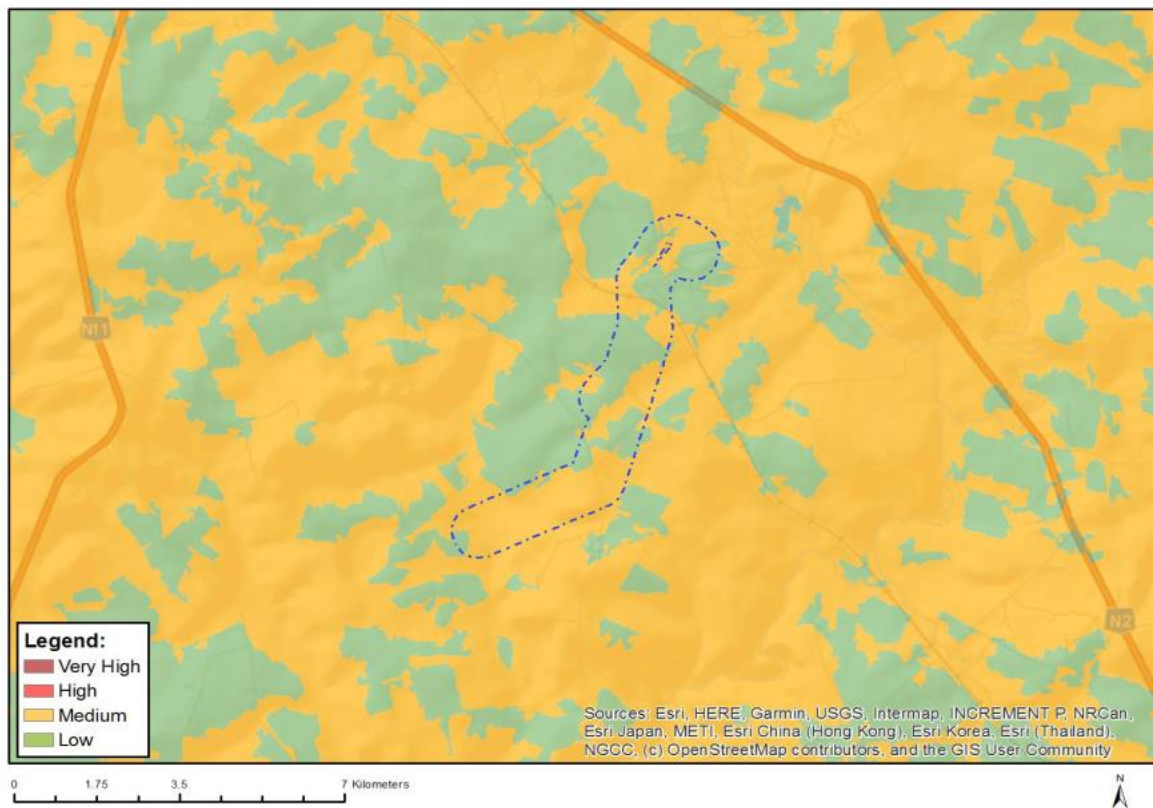 N11
N2
Legend:
Very High
High
Medium
Low
Sources: Esri, HERE, Garmin, USGS, Intermap, INCREMENT P, NRCan,
Esri Japan, METI, Esri China (Hong Kong), Esri Korea, Esri (Thailand),
NGCC, (c) OpenStreetMap contributors, and the GIS User Community
0 1.75 3.5 7 Kilometers
N